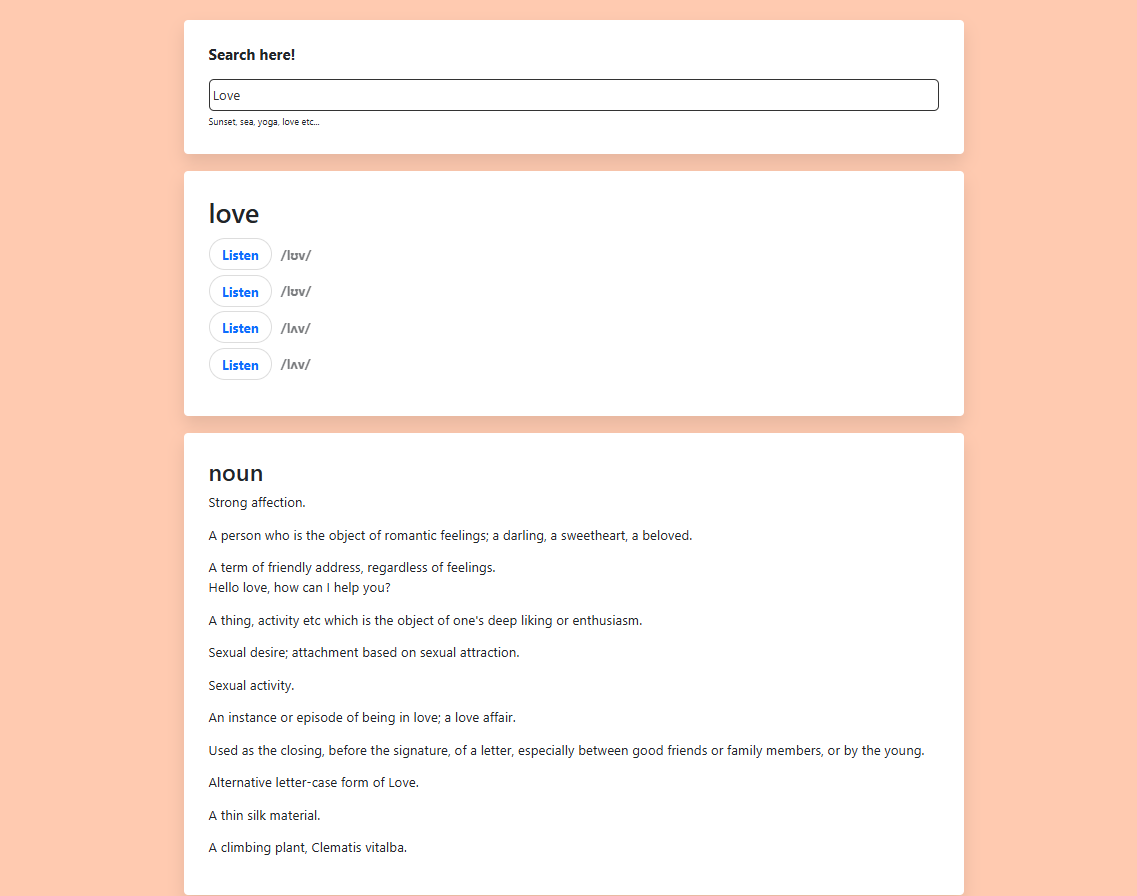 Search here!
Love
Sunset, sea, yoga, love etc...
love
Listen /lʊv/
Listen /lʊv/
Listen /lʌv/
Listen /lʌv/
noun
Strong affection.
A person who is the object of romantic feelings; a darling, a sweetheart, a beloved.
A term of friendly address, regardless of feelings.
Hello love, how can I help you?
A thing, activity etc which is the object of one's deep liking or enthusiasm.
Sexual desire; attachment based on sexual attraction.
Sexual activity.
An instance or episode of being in love; a love affair.
Used as the closing, before the signature, of a letter, especially between good friends or family members, or by the young.
Alternative letter-case form of Love.
A thin silk material.
A climbing plant, Clematis vitalba.